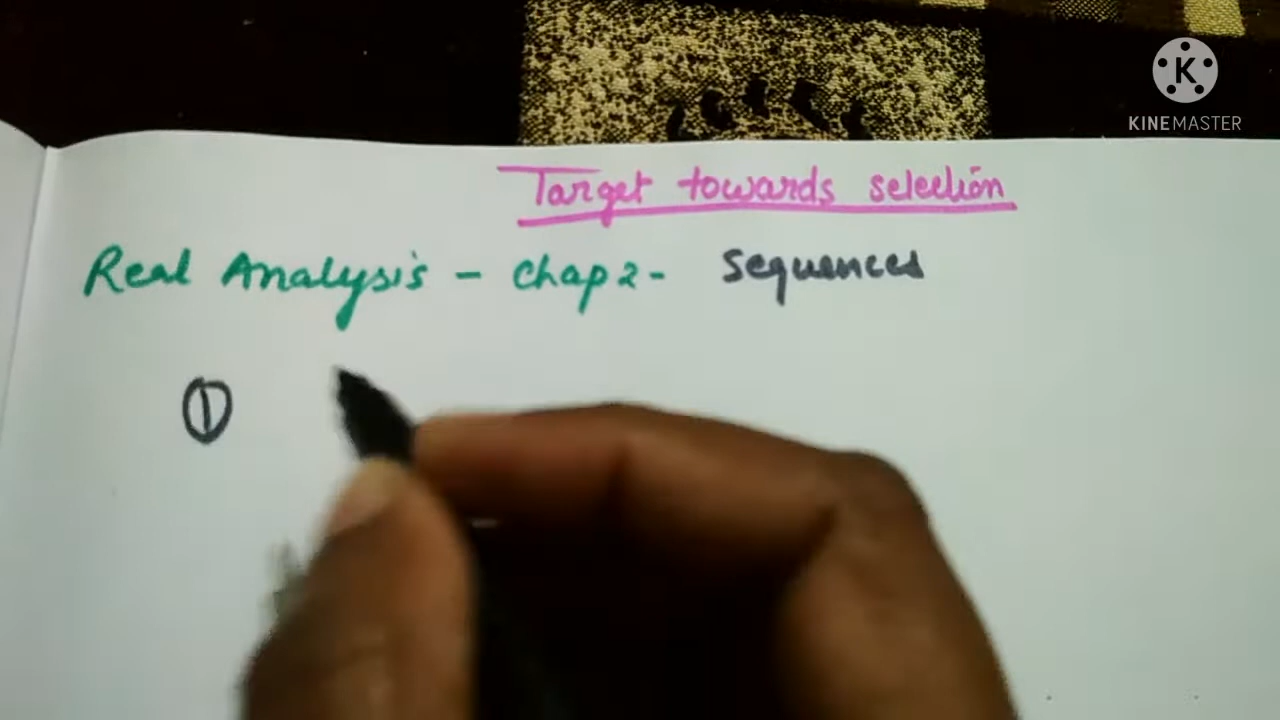 K
KINEMASTER
Target towards selection
Real Analysis - Chap 2 - Sequences
①